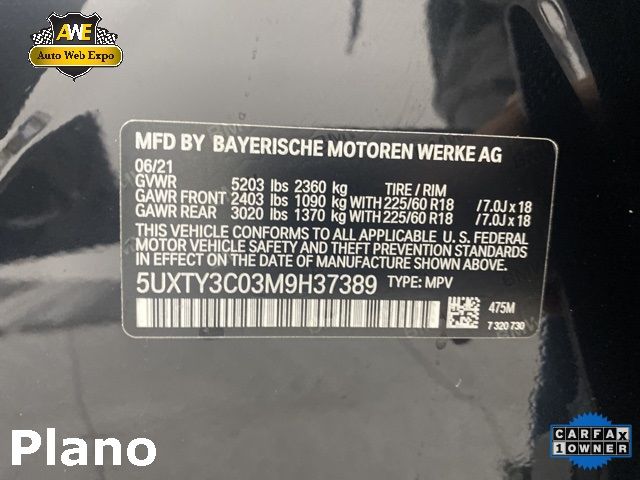 AWE
Auto Web Expo
MFD BY BAYERISCHE MOTOREN WERKE AG
06/21
GVWR 5203 lbs 2360 kg TIRE / RIM
GAWR FRONT 2403 lbs 1090 kg WITH 225/60 R18 /7.0J x 18
GAWR REAR 3020 lbs 1370 kg WITH 225/60 R18 /7.0J x 18
THIS VEHICLE CONFORMS TO ALL APPLICABLE U. S. FEDERAL
MOTOR VEHICLE SAFETY AND THEFT PREVENTION STANDARDS
IN EFFECT ON THE DATE OF MANUFACTURE SHOWN ABOVE.
5UXTY3C03M9H37389 TYPE: MPV
475M
7 320 730
Plano
CARFAX
1 OWNER